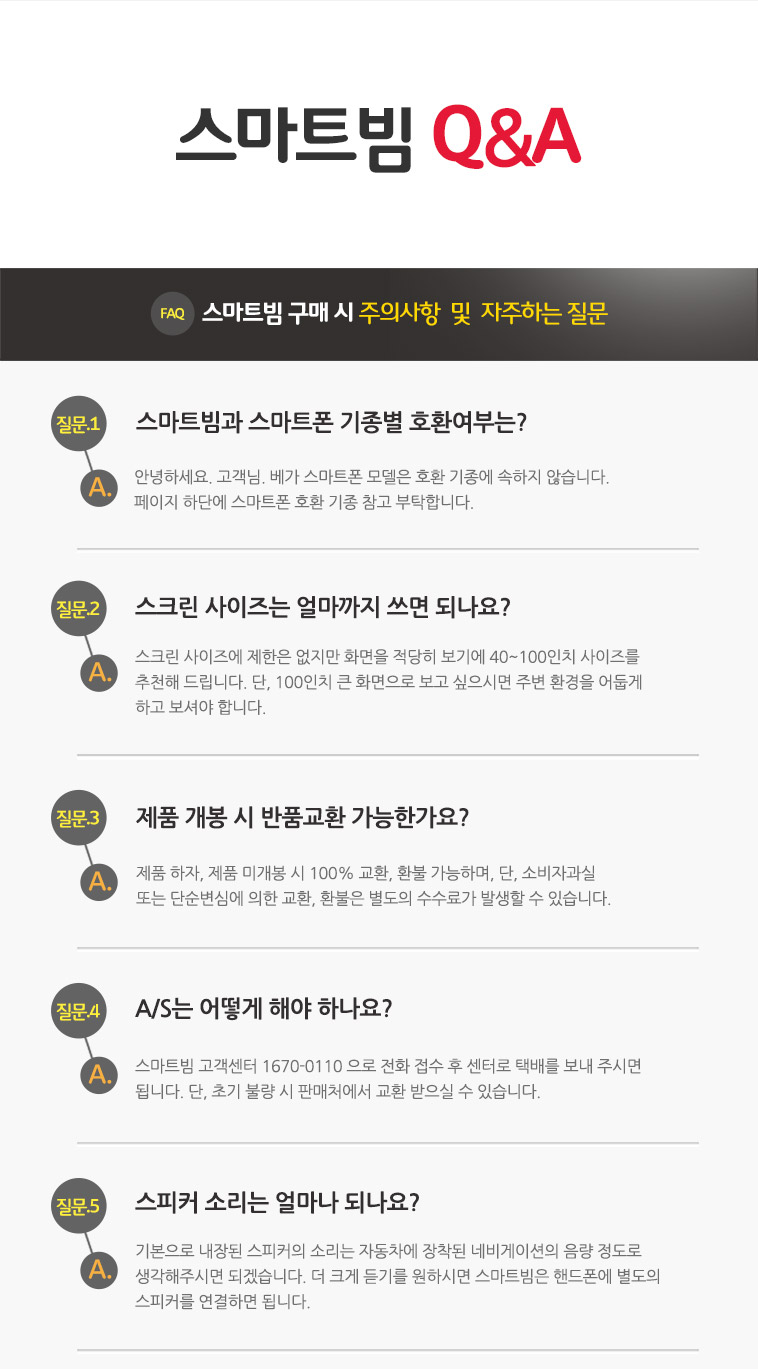 스마트빔 Q&A
FAQ 스마트빔 구매 시 주의사항 및 자주하는 질문
질문.1 스마트빔과 스마트폰 기종별 호환여부는?
A. 안녕하세요. 고객님. 베가 스마트폰 모델은 호환 기종에 속하지 않습니다.
페이지 하단에 스마트폰 호환 기종 참고 부탁합니다.
질문.2 스크린 사이즈는 얼마까지 쓰면 되나요?
A. 스크린 사이즈에 제한은 없지만 화면을 적당히 보기에 40~100인치 사이즈를
추천해 드립니다. 단, 100인치 큰 화면으로 보고 싶으시면 주변 환경을 어둡게
하고 보셔야 합니다.
질문.3 제품 개봉 시 반품교환 가능한가요?
A. 제품 하자, 제품 미개봉 시 100% 교환, 환불 가능하며, 단, 소비자과실
또는 단순변심에 의한 교환, 환불은 별도의 수수료가 발생할 수 있습니다.
질문.4 A/S는 어떻게 해야 하나요?
A. 스마트빔 고객센터 1670-0110 으로 전화 접수 후 센터로 택배를 보내 주시면
됩니다. 단, 초기 불량 시 판매처에서 교환 받으실 수 있습니다.
질문.5 스피커 소리는 얼마나 되나요?
A. 기본으로 내장된 스피커의 소리는 자동차에 장착된 네비게이션의 음량 정도로
생각해주시면 되겠습니다. 더 크게 듣기를 원하시면 스마트빔은 핸드폰에 별도의
스피커를 연결하면 됩니다.